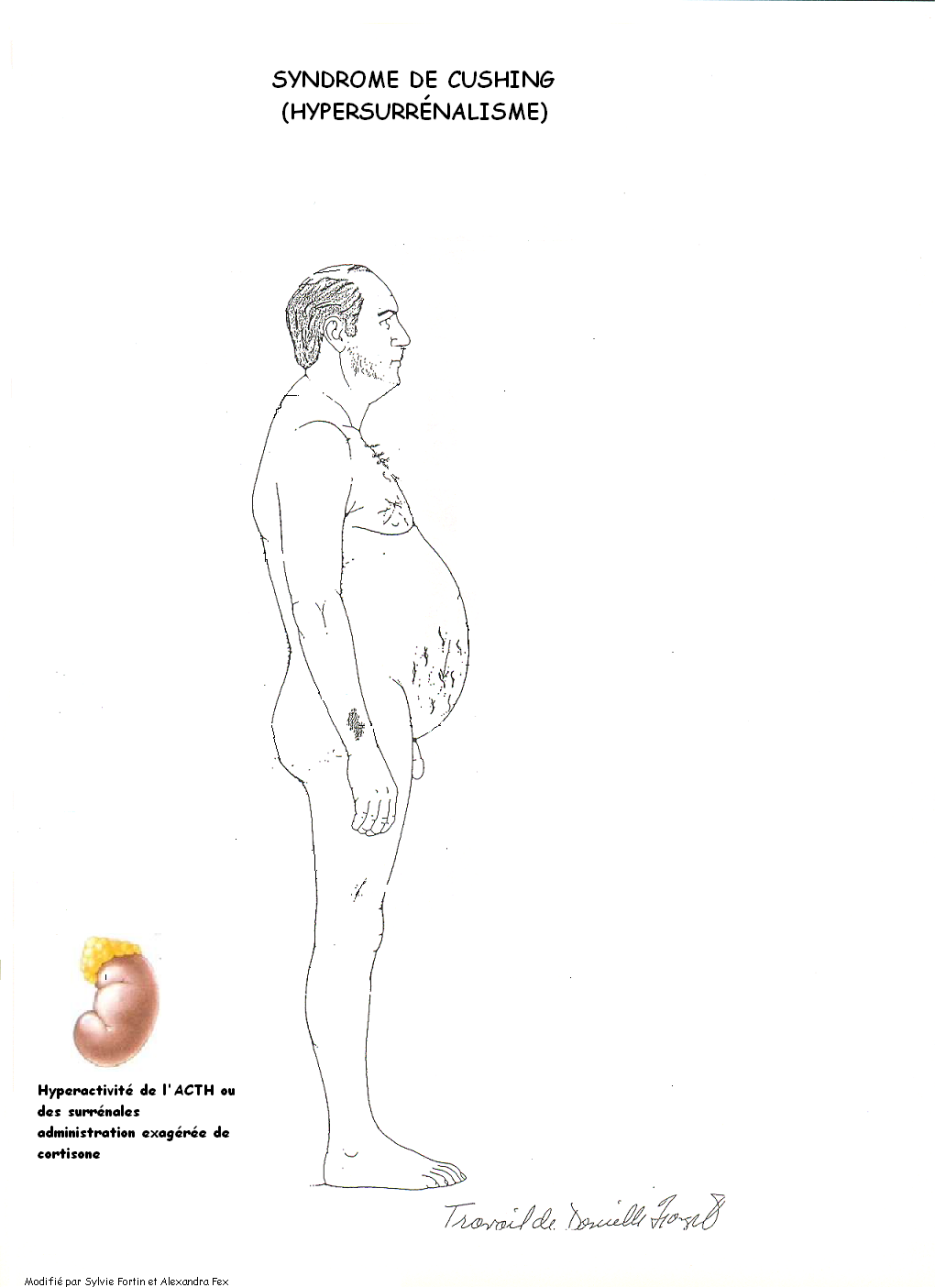 SYNDROME DE CUSHING
(HYPERSURRÉNALISME)
Hyperactivité de l'ACTH ou
des surrénales
administration exagérée de
cortisone
Travail de Danielle
Modifié par Sylvie Fortin et Alexandra Fex